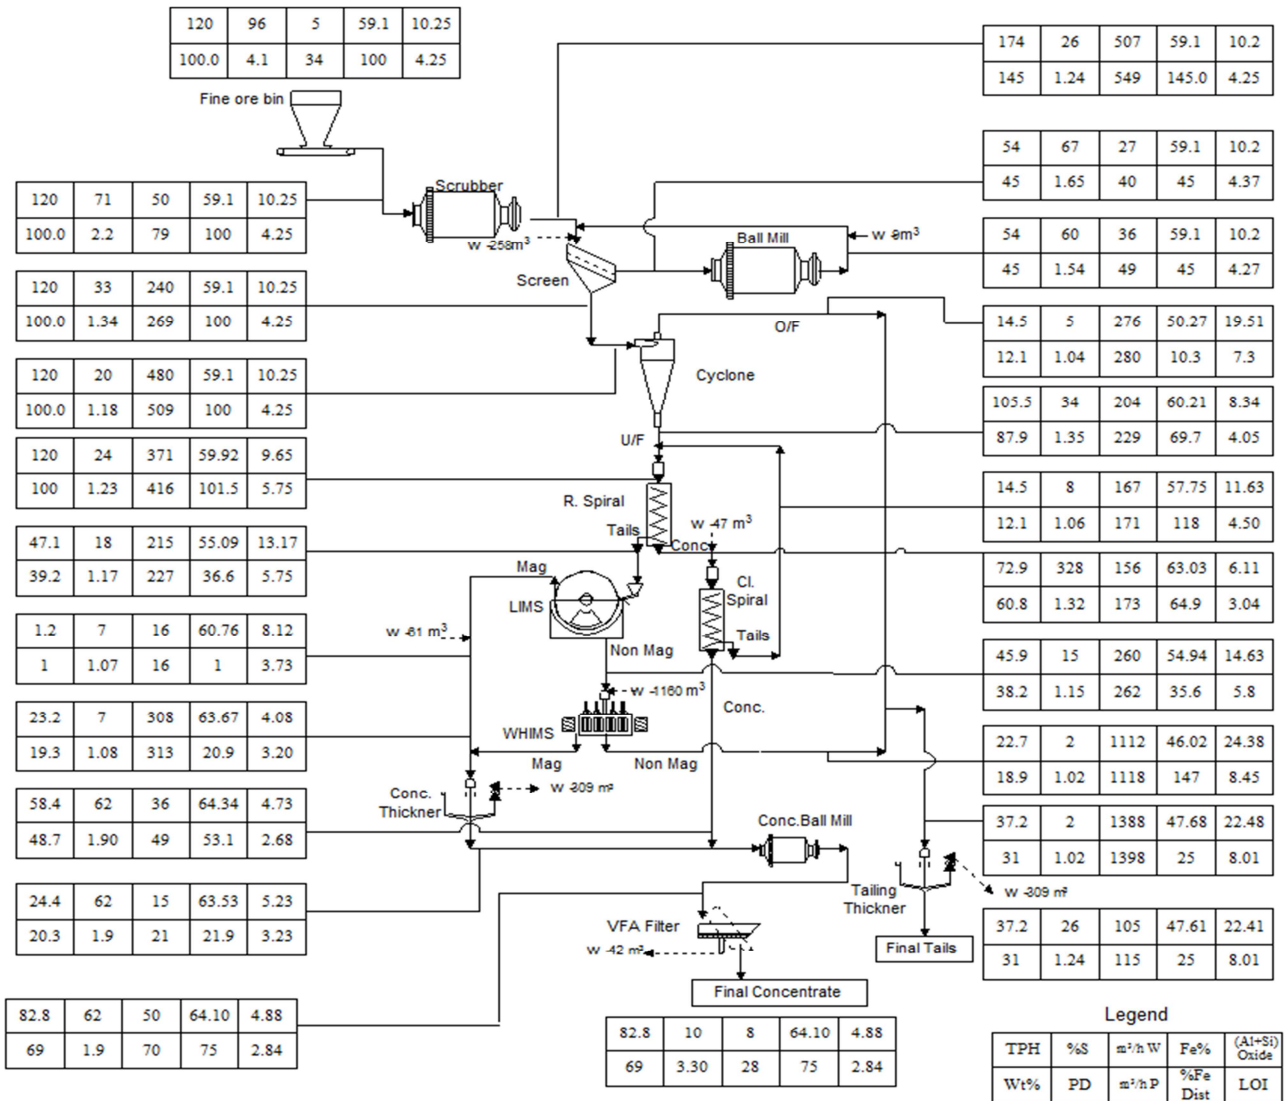 120 96 5 59.1 10.25
100.0 4.1 34 100 4.25
174 26 507 59.1 10.2
145 1.24 549 145.0 4.25
Fine ore bin
54 67 27 59.1 10.2
45 1.65 40 45 4.37
120 71 50 59.1 10.25
100.0 2.2 79 100 4.25
Scrubber
W -258m³
Screen
Ball Mill
W -9m³
54 60 36 59.1 10.2
45 1.54 49 45 4.27
120 33 240 59.1 10.25
100.0 1.34 269 100 4.25
O/F
14.5 5 276 50.27 19.51
12.1 1.04 280 10.3 7.3
120 20 480 59.1 10.25
100.0 1.18 509 100 4.25
Cyclone
U/F
105.5 34 204 60.21 8.34
87.9 1.35 229 69.7 4.05
120 24 371 59.92 9.65
100 1.23 416 101.5 5.75
R. Spiral
Tails
Conc.
W -47 m³
14.5 8 167 57.75 11.63
12.1 1.06 171 118 4.50
47.1 18 215 55.09 13.17
39.2 1.17 227 36.6 5.75
Mag
LIMS
Cl.
Spiral
Tails
72.9 328 156 63.03 6.11
60.8 1.32 173 64.9 3.04
1.2 7 16 60.76 8.12
1 1.07 16 1 3.73
W -61 m³
Non Mag
W -1160 m³
45.9 15 260 54.94 14.63
38.2 1.15 262 35.6 5.8
Conc.
23.2 7 308 63.67 4.08
19.3 1.08 313 20.9 3.20
WHIMS
Mag
Non Mag
22.7 2 1112 46.02 24.38
18.9 1.02 1118 147 8.45
58.4 62 36 64.34 4.73
48.7 1.90 49 53.1 2.68
Conc.
Thickner
W -309 m³
Conc.Ball Mill
37.2 2 1388 47.68 22.48
31 1.02 1398 25 8.01
24.4 62 15 63.53 5.23
20.3 1.9 21 21.9 3.23
Tailing
Thickner
W -309 m³
VFA Filter
W -42 m³
Final Tails
37.2 26 105 47.61 22.41
31 1.24 115 25 8.01
Final Concentrate
82.8 62 50 64.10 4.88
69 1.9 70 75 2.84
82.8 10 8 64.10 4.88
69 3.30 28 75 2.84
Legend
TPH %S m³/h W Fe% (Al+Si) Oxide
Wt% PD m³/h P %Fe Dist LOI